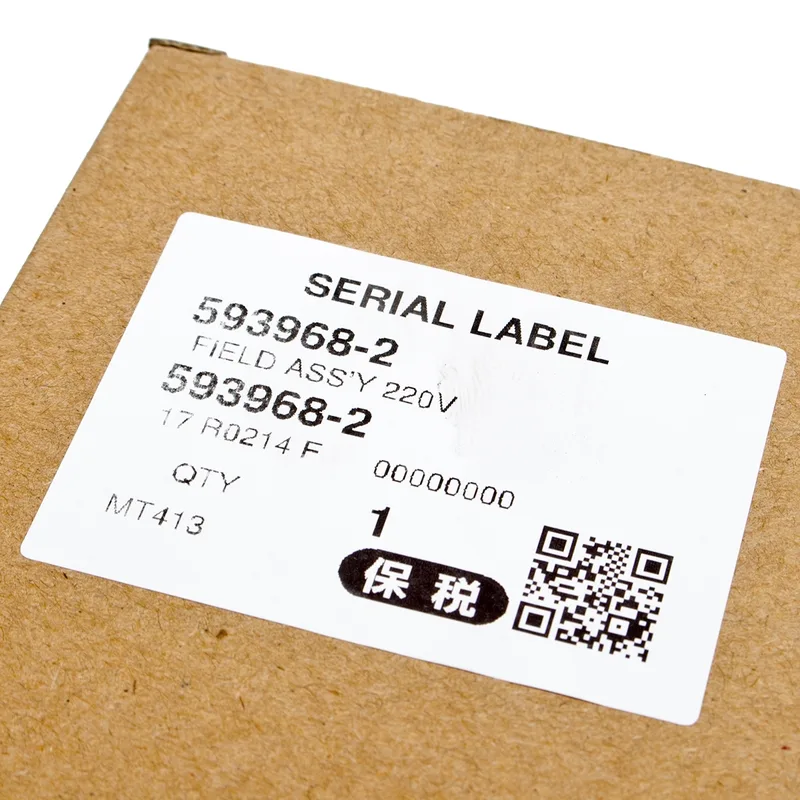 SERIAL LABEL
593968-2
FIELD ASS'Y 220V
593968-2
17 R0214 F
00000000
QTY
1
MT413
保税